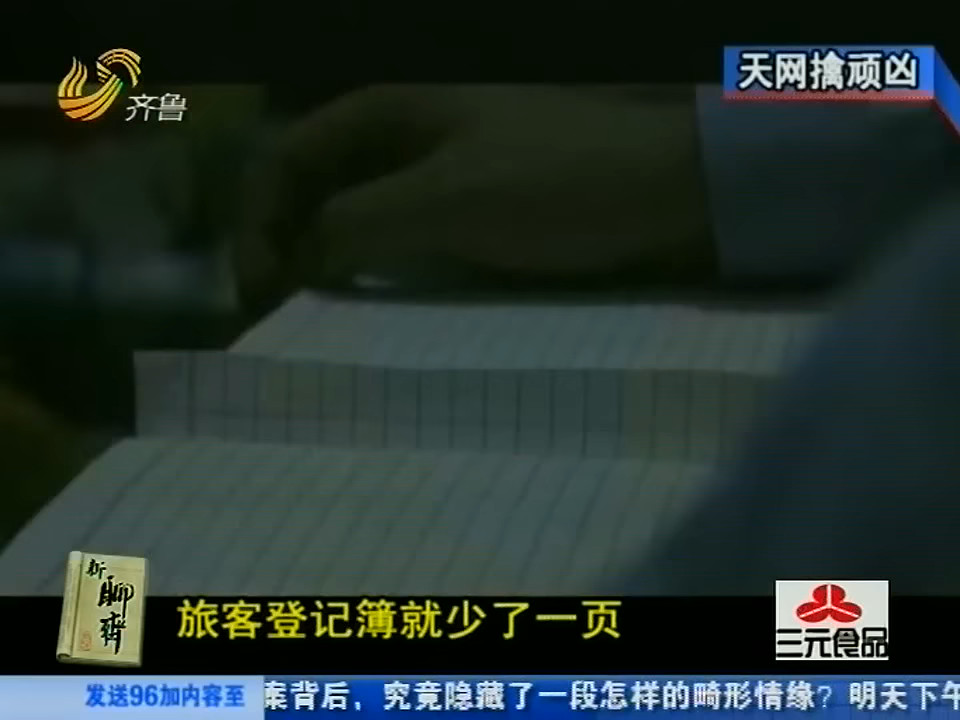 齐鲁
天网擒顽凶
新聊斋
旅客登记簿就少了一页
三元食品
发送96加内容至
案背后，究竟隐藏了一段怎样的畸形情缘？明天下午